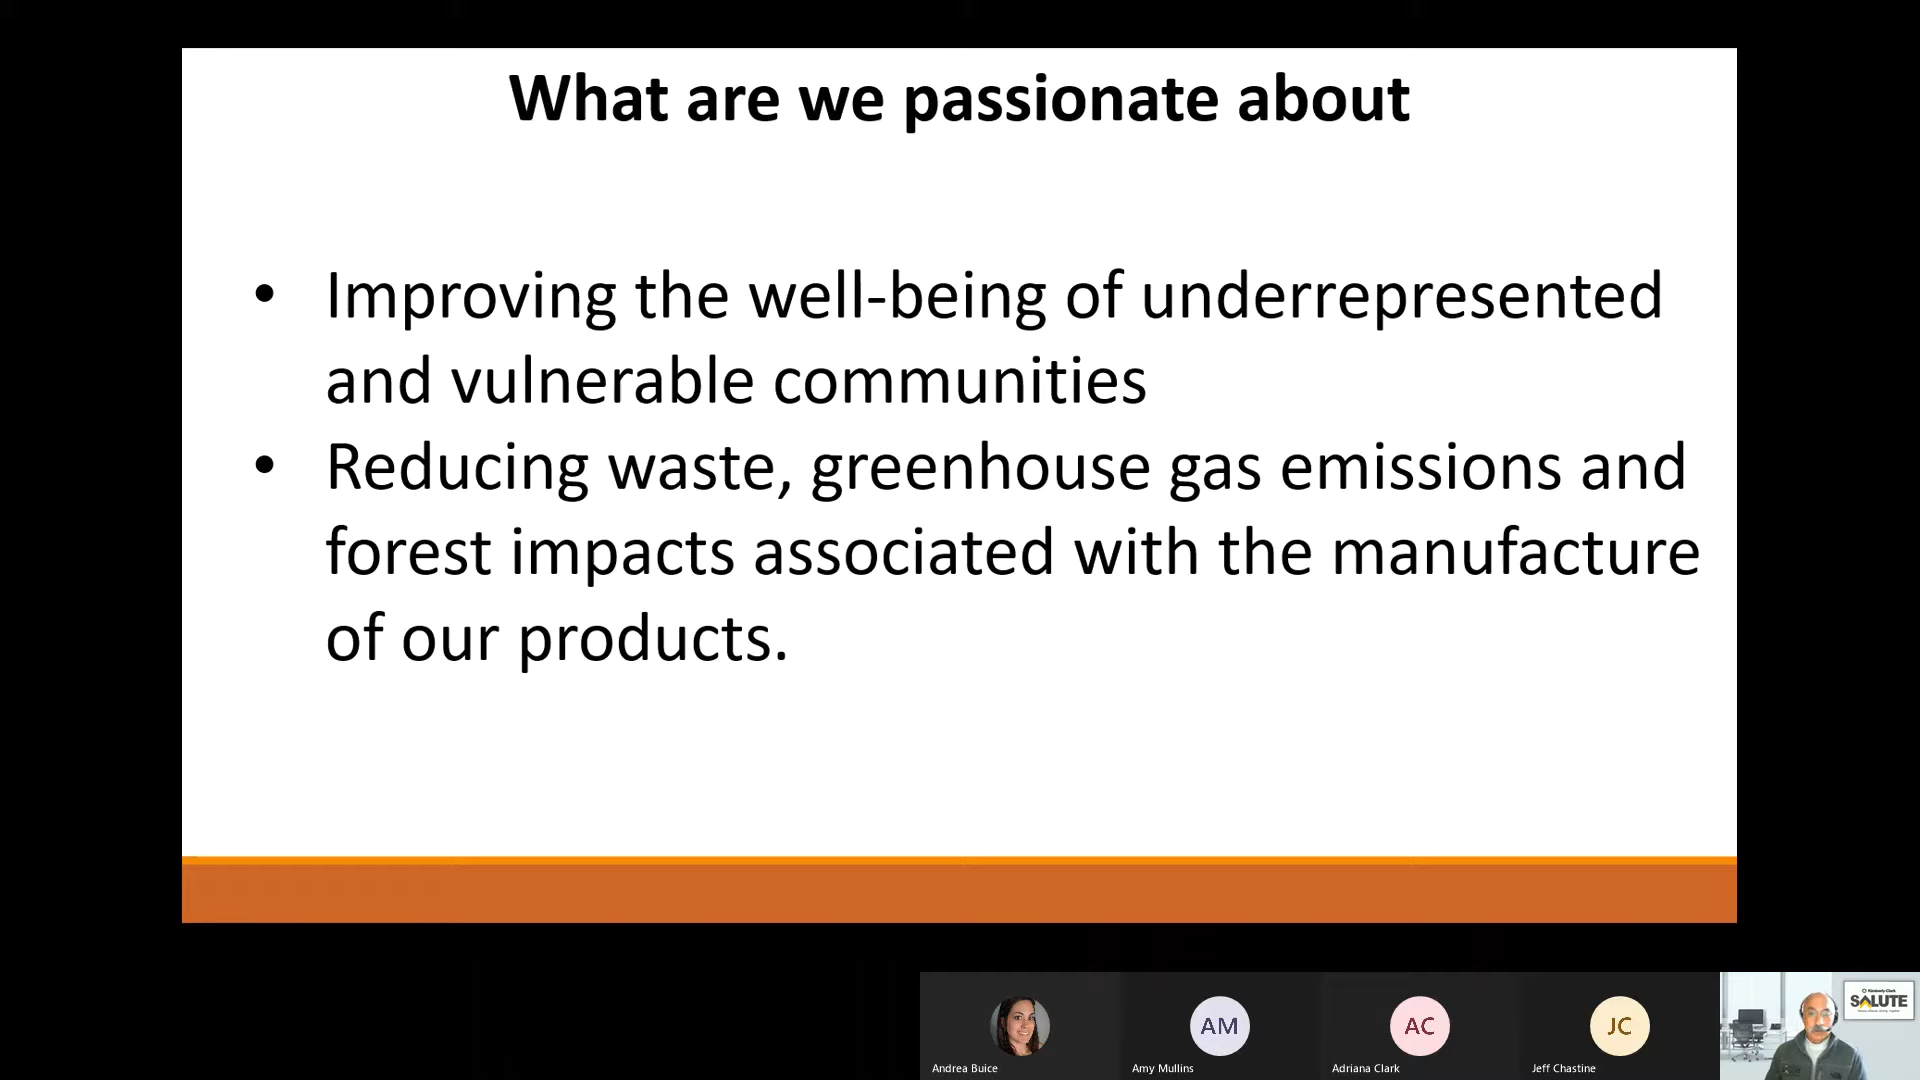 What are we passionate about
• Improving the well-being of underrepresented
and vulnerable communities
• Reducing waste, greenhouse gas emissions and
forest impacts associated with the manufacture
of our products.
AM
AC
JC
Kimberly-Clark
SALUTE
Andrea Buice
Amy Mullins
Adriana Clark
Jeff Chastine